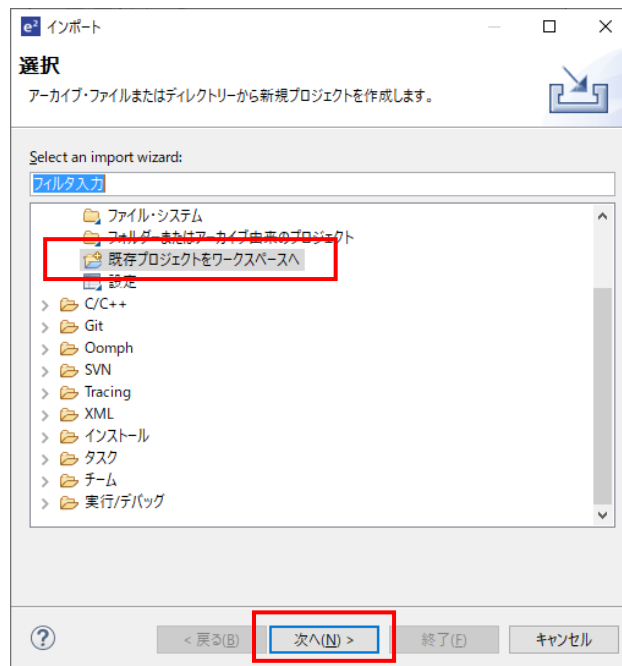 e² インポート
選択
アーカイブ・ファイルまたはディレクトリーから新規プロジェクトを作成します。
Select an import wizard:
フィルタ入力
ファイル・システム
フォルダーまたはアーカイブ由来のプロジェクト
既存プロジェクトをワークスペースへ
設定
C/C++
Git
Oomph
SVN
Tracing
XML
インストール
タスク
チーム
実行/デバッグ
< 戻る(B) 次へ(N) > 終了(F) キャンセル